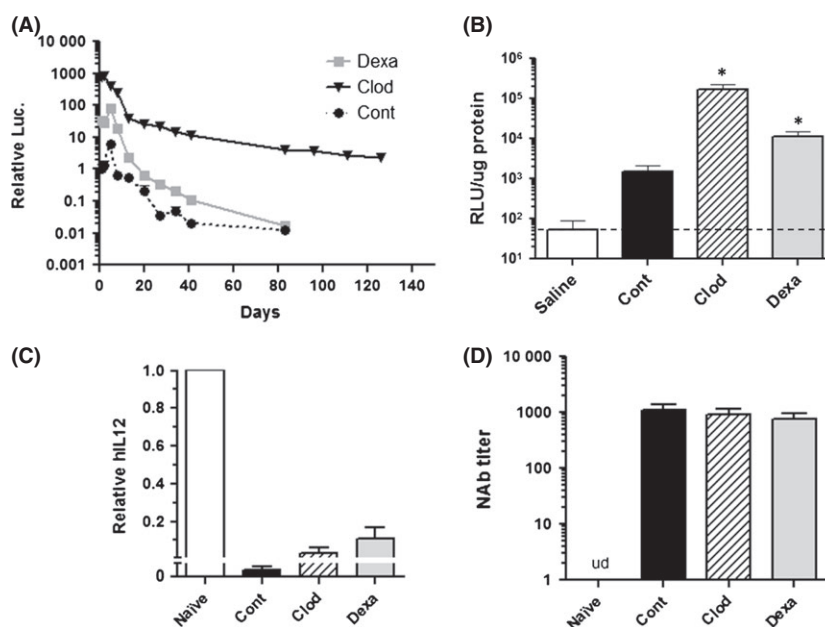 (A)
Relative Luc.
10 000
1000
100
10
1
0.1
0.01
0.001
0 20 40 60 80 100 120 140
Days
Dexa
Clod
Cont
(B)
RLU/ug protein
10⁶
10⁵
10⁴
10³
10²
10¹
* *
Saline Cont Clod Dexa
(C)
Relative hIL12
1.0
0.8
0.6
0.4
0.2
0
Naïve Cont Clod Dexa
(D)
NAb titer
10 000
1000
100
10
1
ud
Naïve Cont Clod Dexa